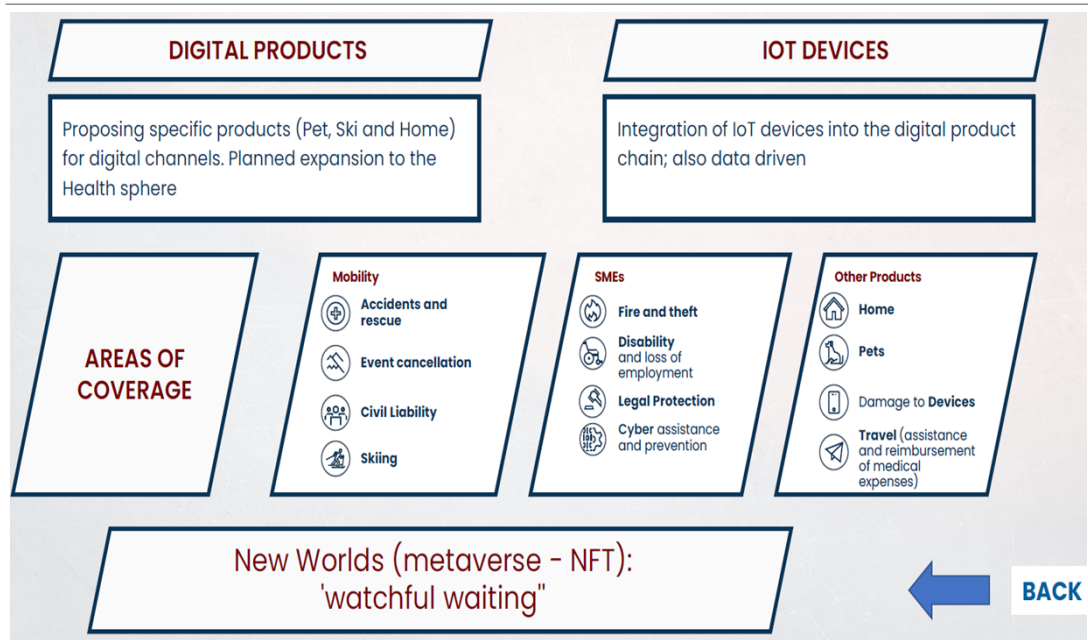 DIGITAL PRODUCTS
IOT DEVICES
Proposing specific products (Pet, Ski and Home)
for digital channels. Planned expansion to the
Health sphere
Integration of IoT devices into the digital product
chain; also data driven
AREAS OF
COVERAGE
Mobility
Accidents and
rescue
Event cancellation
Civil Liability
Skiing
SMEs
Fire and theft
Disability
and loss of
employment
Legal Protection
Cyber assistance
and prevention
Other Products
Home
Pets
Damage to Devices
Travel (assistance
and reimbursement
of medical
expenses)
New Worlds (metaverse - NFT):
'watchful waiting"
BACK